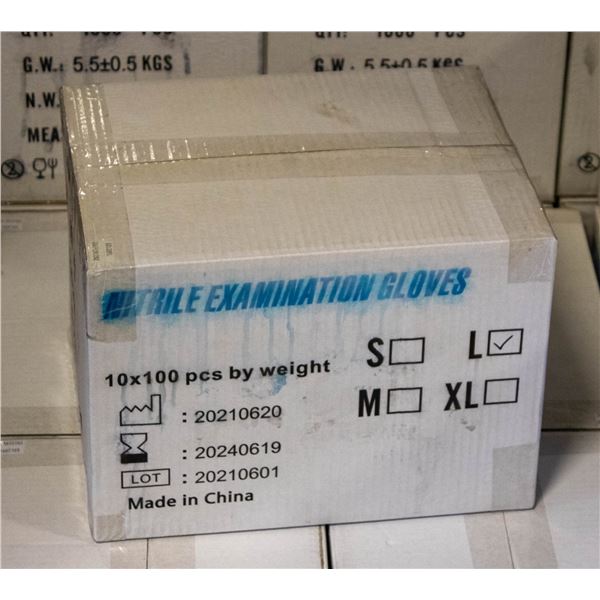 G.W.: 5.5±0.5 KGS
G.W.: 5.5±0.5
N.W.
MEA
NITRILE EXAMINATION GLOVES
10x100 pcs by weight
S
L
M
XL
: 20210620
: 20240619
LOT : 20210601
Made in China